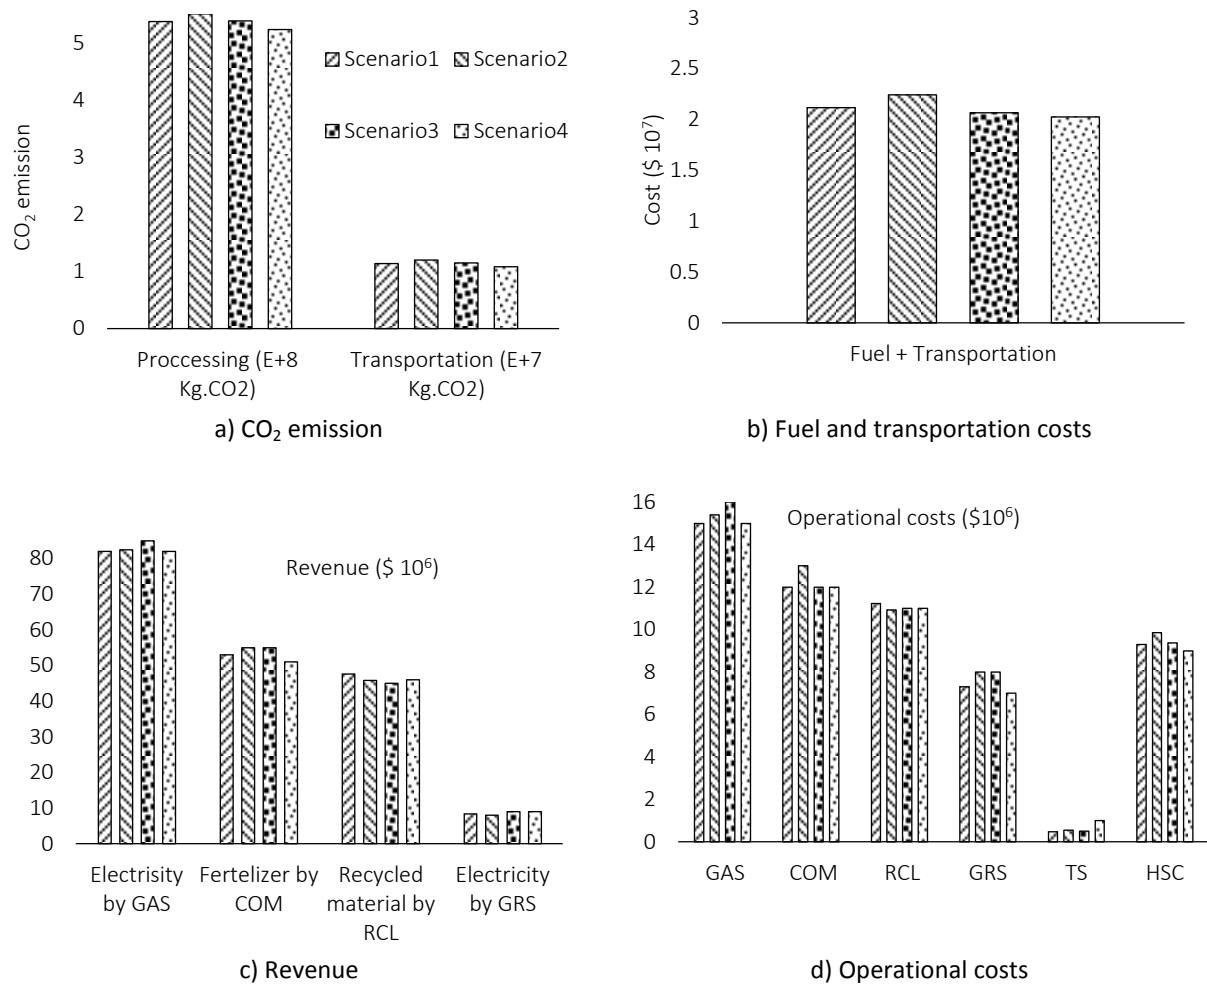 5
4
3
2
1
0
CO₂ emission
Scenario1
Scenario2
Scenario3
Scenario4
Proccessing (E+8
Kg.CO2)
Transportation (E+7
Kg.CO2)
a) CO₂ emission
3
2.5
2
1.5
1
0.5
0
Cost ($ 10⁷)
Fuel + Transportation
b) Fuel and transportation costs
80
70
60
50
40
30
20
10
0
Revenue ($ 10⁶)
Electrisity
by GAS
Fertelizer by
COM
Recycled
material by
RCL
Electricity
by GRS
c) Revenue
16
14
12
10
8
6
4
2
0
Operational costs ($10⁶)
GAS
COM
RCL
GRS
TS
HSC
d) Operational costs